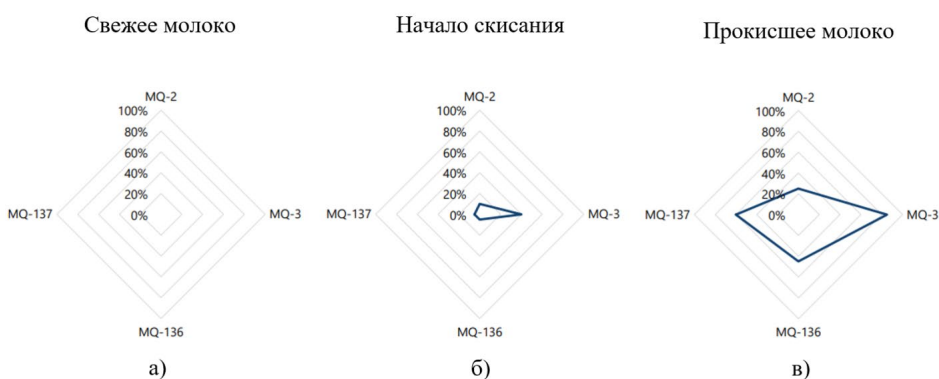 Свежее молоко
Начало скисания
Прокисшее молоко
MQ-2
100%
80%
60%
40%
20%
0%
MQ-137
MQ-3
MQ-136
а)
MQ-2
100%
80%
60%
40%
20%
0%
MQ-137
MQ-3
MQ-136
б)
MQ-2
100%
80%
60%
40%
20%
0%
MQ-137
MQ-3
MQ-136
в)